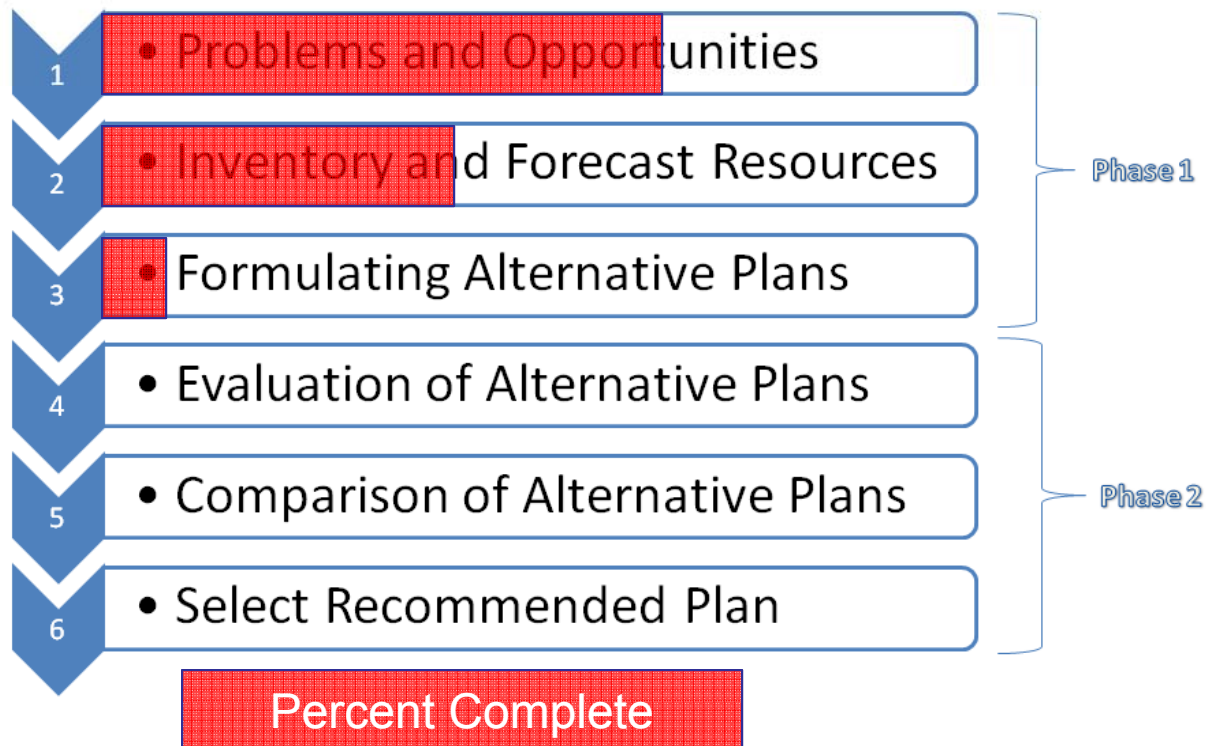 1
• Problems and Opportunities
2
• Inventory and Forecast Resources
Phase 1
3
• Formulating Alternative Plans
4
• Evaluation of Alternative Plans
5
• Comparison of Alternative Plans
Phase 2
6
• Select Recommended Plan
Percent Complete